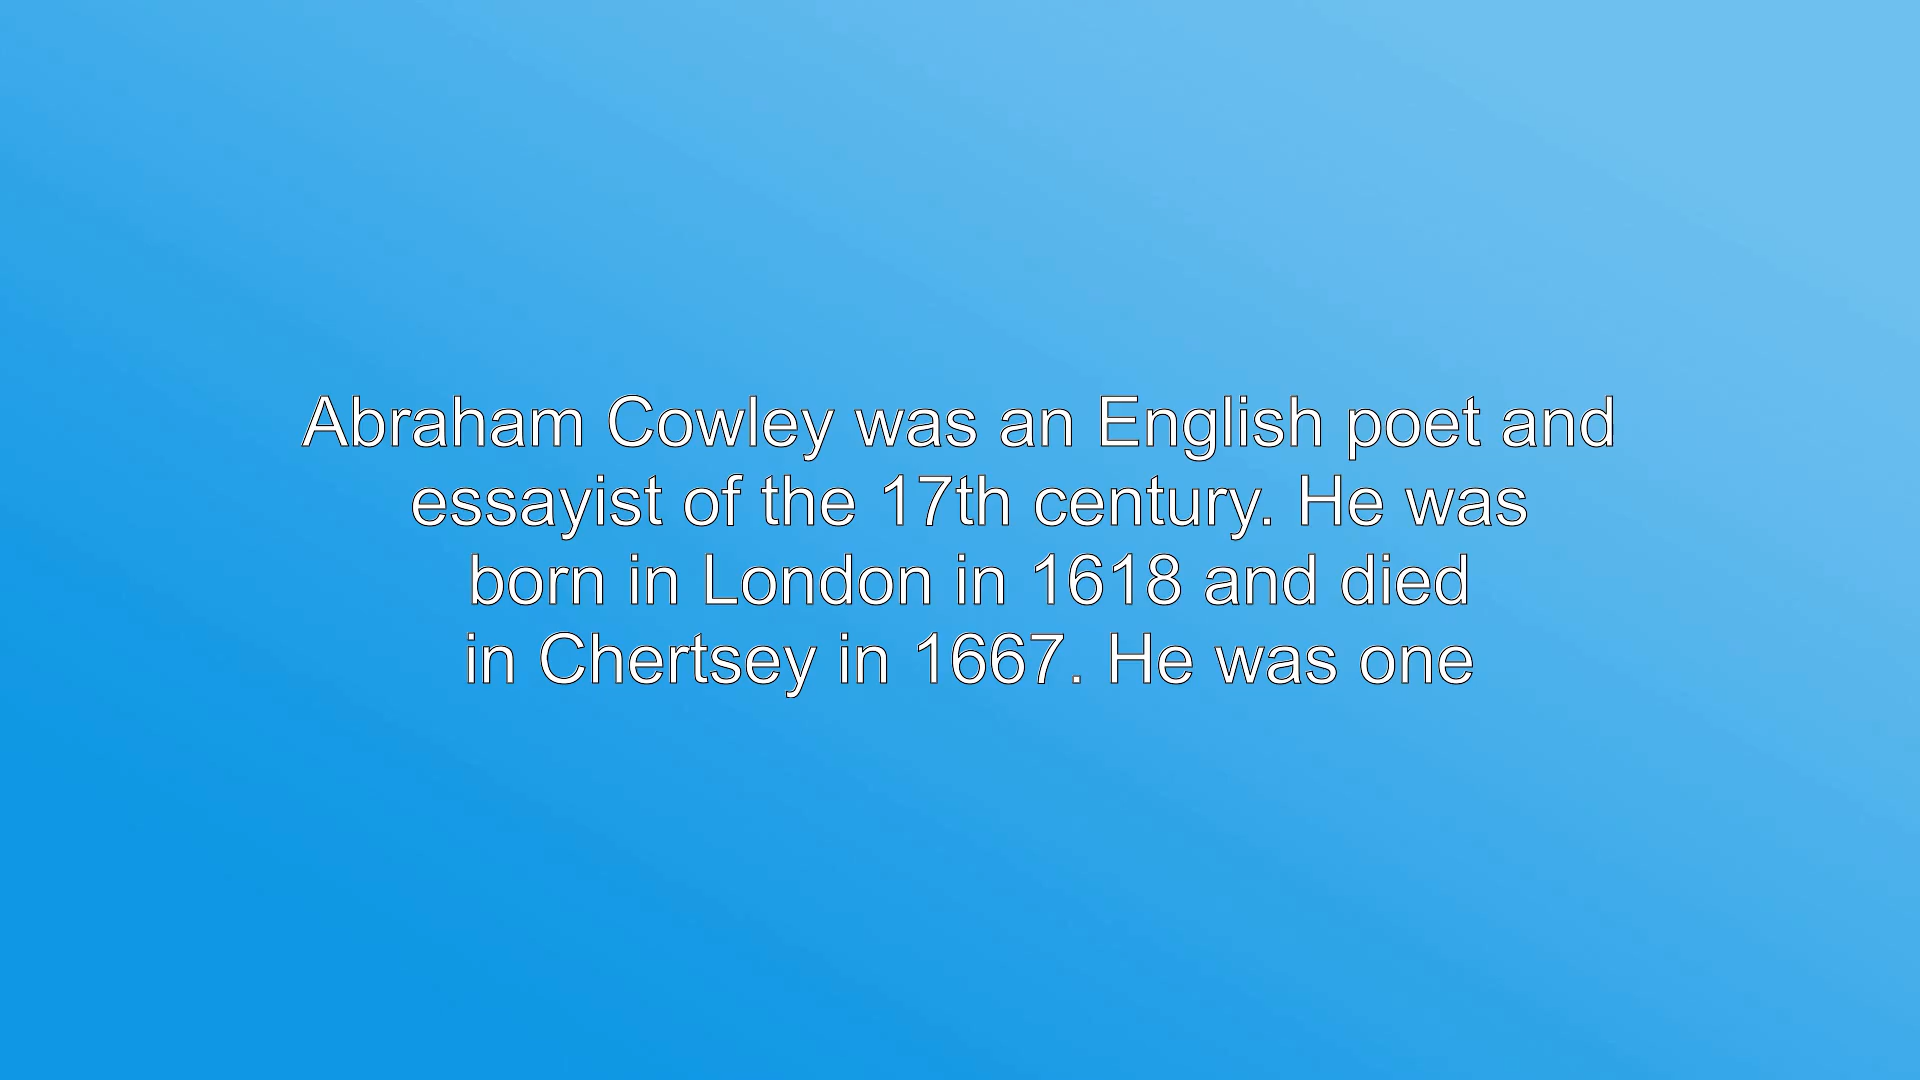 Abraham Cowley was an English poet and
essayist of the 17th century. He was
born in London in 1618 and died
in Chertsey in 1667. He was one